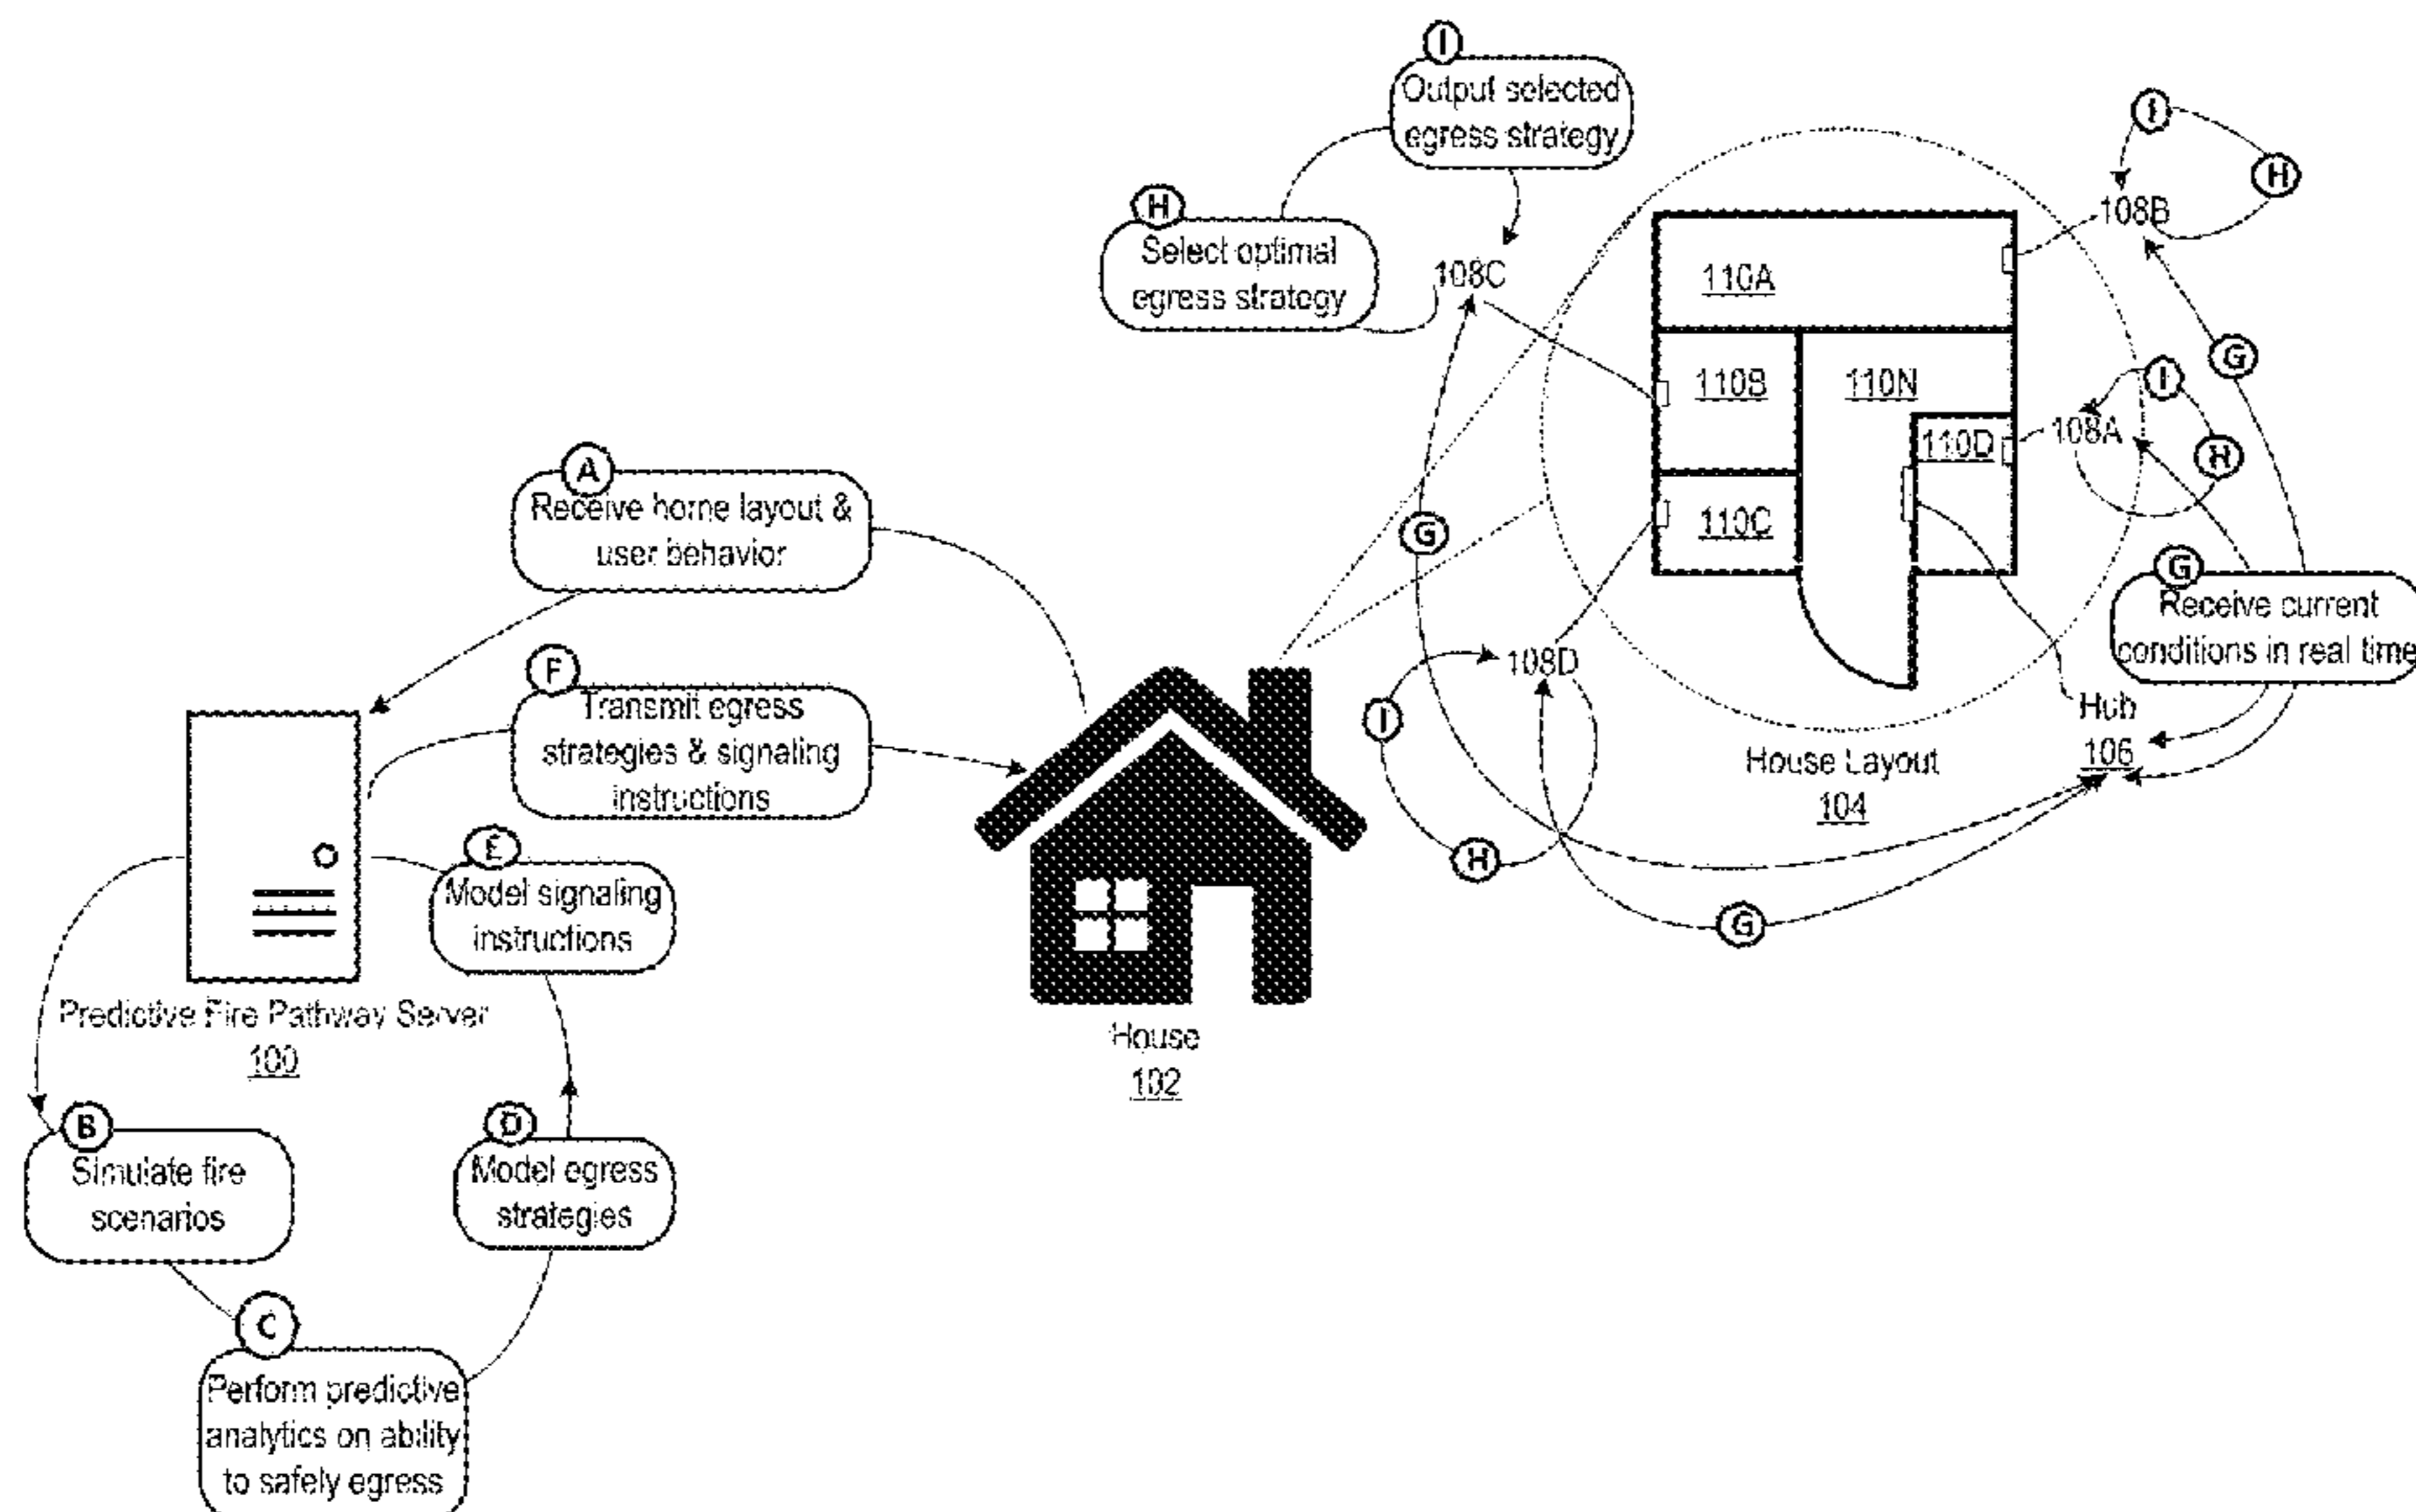 I
Output selected
egress strategy
H
Select optimal
egress strategy
108C
I
H
108B
G
110A
110B
110N
I
108A
H
110D
110C
G
G
Receive current
conditions in real time
A
Receive home layout &
user behavior
F
Transmit egress
strategies & signaling
instructions
108D
I
H
G
Hub
106
House Layout
104
E
Model signaling
instructions
Predictive Fire Pathway Server
100
House
102
B
Simulate fire
scenarios
D
Model egress
strategies
C
Perform predictive
analytics on ability
to safely egress